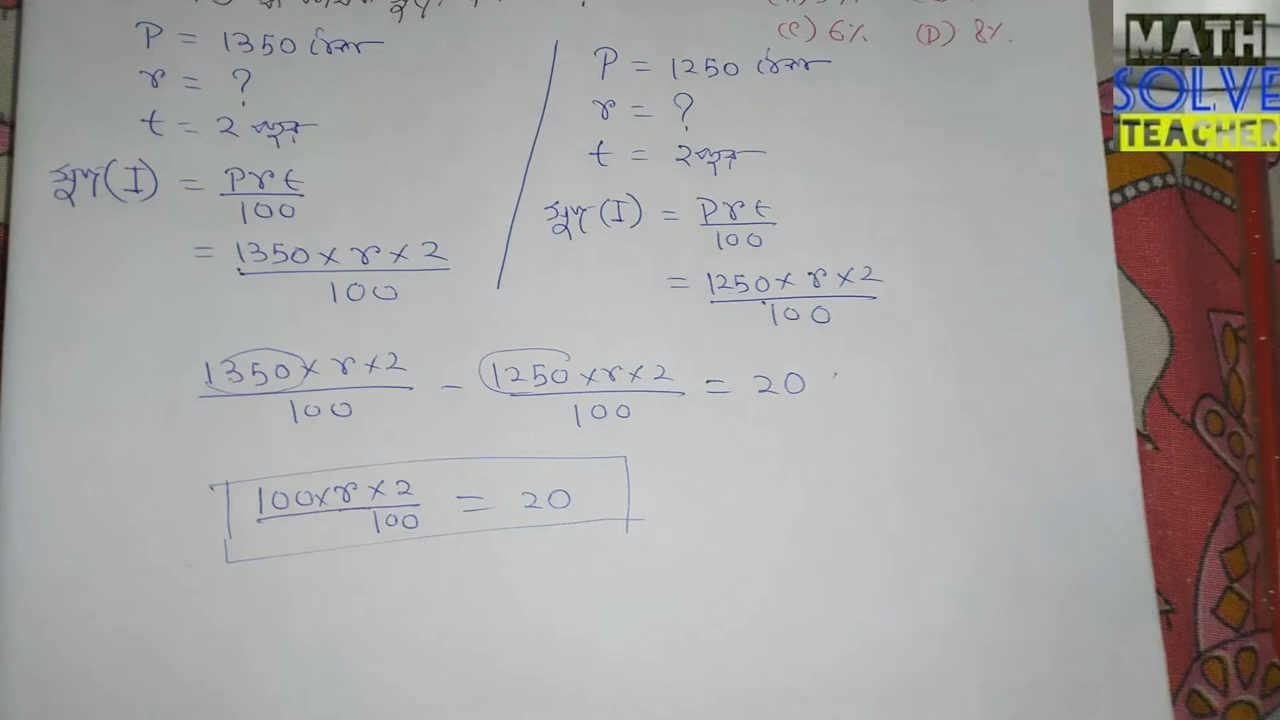 (C) 6% (D) 8%.
P = 1350 টাকা
r = ?
t = 2 বছর
সুদ (I) = Prt
100
= 1350 × r × 2
100
P = 1250 টাকা
r = ?
t = 2 বছর
সুদ (I) = Prt
100
= 1250 × r × 2
100
1350 × r × 2 / 100 - 1250 × r × 2 / 100 = 20
100 × r × 2 / 100 = 20
MATH
SOLVE
TEACHER